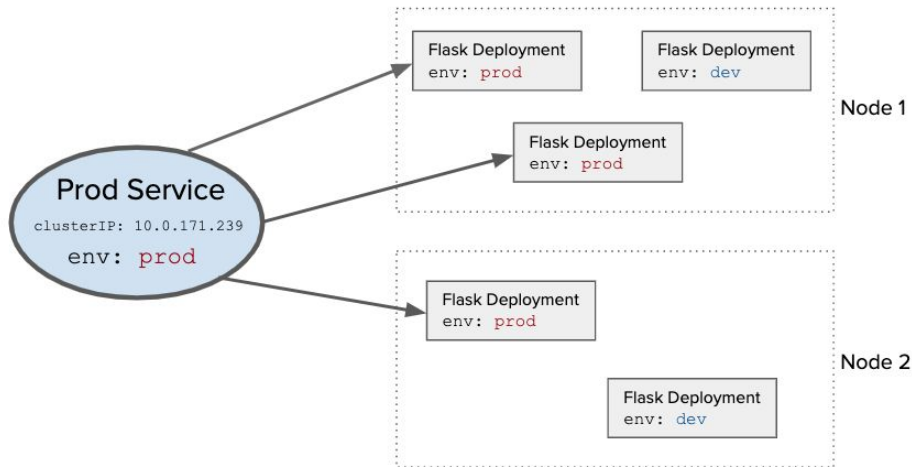 Flask Deployment
env: prod
Flask Deployment
env: dev
Node 1
Flask Deployment
env: prod
Prod Service
clusterIP: 10.0.171.239
env: prod
Flask Deployment
env: prod
Node 2
Flask Deployment
env: dev